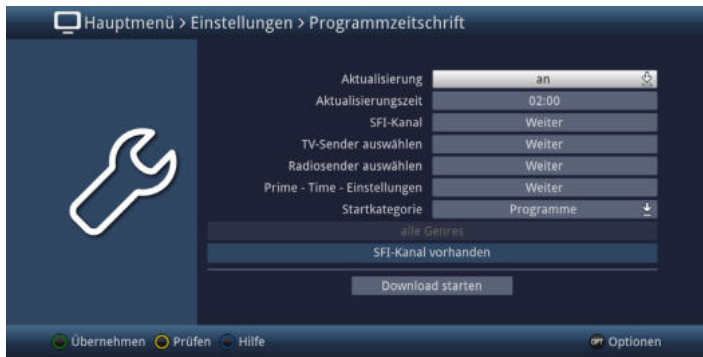 Hauptmenü > Einstellungen > Programmzeitschrift
Aktualisierung an
Aktualisierungszeit 02:00
SFI-Kanal Weiter
TV-Sender auswählen Weiter
Radiosender auswählen Weiter
Prime - Time - Einstellungen Weiter
Startkategorie Programme
alle Genres
SFI-Kanal vorhanden
Download starten
Übernehmen Prüfen Hilfe OPT Optionen